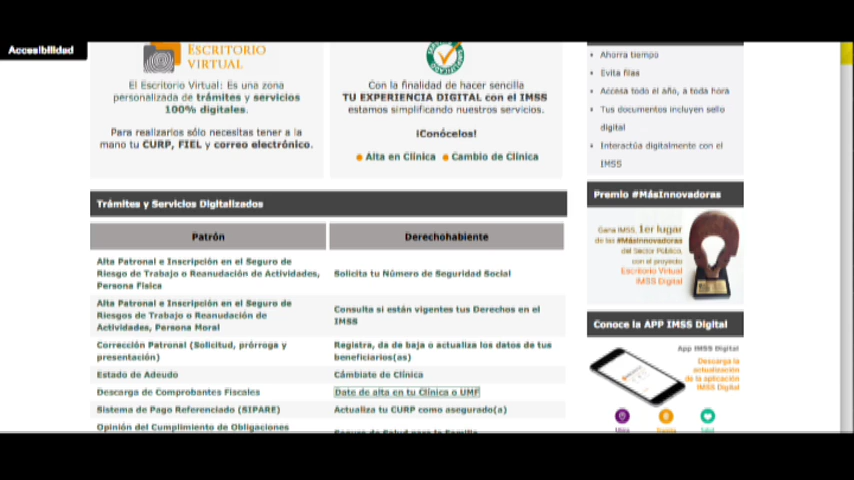 Accesibilidad
ESCRITORIO
VIRTUAL
El Escritorio Virtual: Es una zona
personalizada de trámites y servicios
100% digitales.
Para realizarlos sólo necesitas tener a la
mano tu CURP, FIEL y correo electrónico.
Con la finalidad de hacer sencilla
TU EXPERIENCIA DIGITAL con el IMSS
estamos simplificando nuestros servicios.
¡Conócelos!
Alta en Clínica Cambio de Clínica
Ahorra tiempo
Evita filas
Accesa todo el año, a toda hora
Tus documentos incluyen sello
digital
Interactúa digitalmente con el
IMSS
Premio #MásInnovadoras
Gana IMSS, 1er lugar
de las #MásInnovadoras
del Sector Público,
con el proyecto
Escritorio Virtual
IMSS Digital
Conoce la APP IMSS Digital
App IMSS Digital
Descarga la
actualización
de la aplicación
IMSS Digital
Trámites y Servicios Digitalizados
Patrón
Derechohabiente
Alta Patronal e Inscripción en el Seguro de
Riesgo de Trabajo o Reanudación de Actividades,
Persona Física
Solicita tu Número de Seguridad Social
Alta Patronal e Inscripción en el Seguro de
Riesgos de Trabajo o Reanudación de
Actividades, Persona Moral
Consulta si están vigentes tus Derechos en el
IMSS
Corrección Patronal (Solicitud, prórroga y
presentación)
Registra, da de baja o actualiza los datos de tus
beneficiarios(as)
Estado de Adeudo
Cámbiate de Clínica
Descarga de Comprobantes Fiscales
Date de alta en tu Clínica o UMF
Sistema de Pago Referenciado (SIPARE)
Actualiza tu CURP como asegurado(a)
Opinión del Cumplimiento de Obligaciones
Seguro de Salud para la Familia